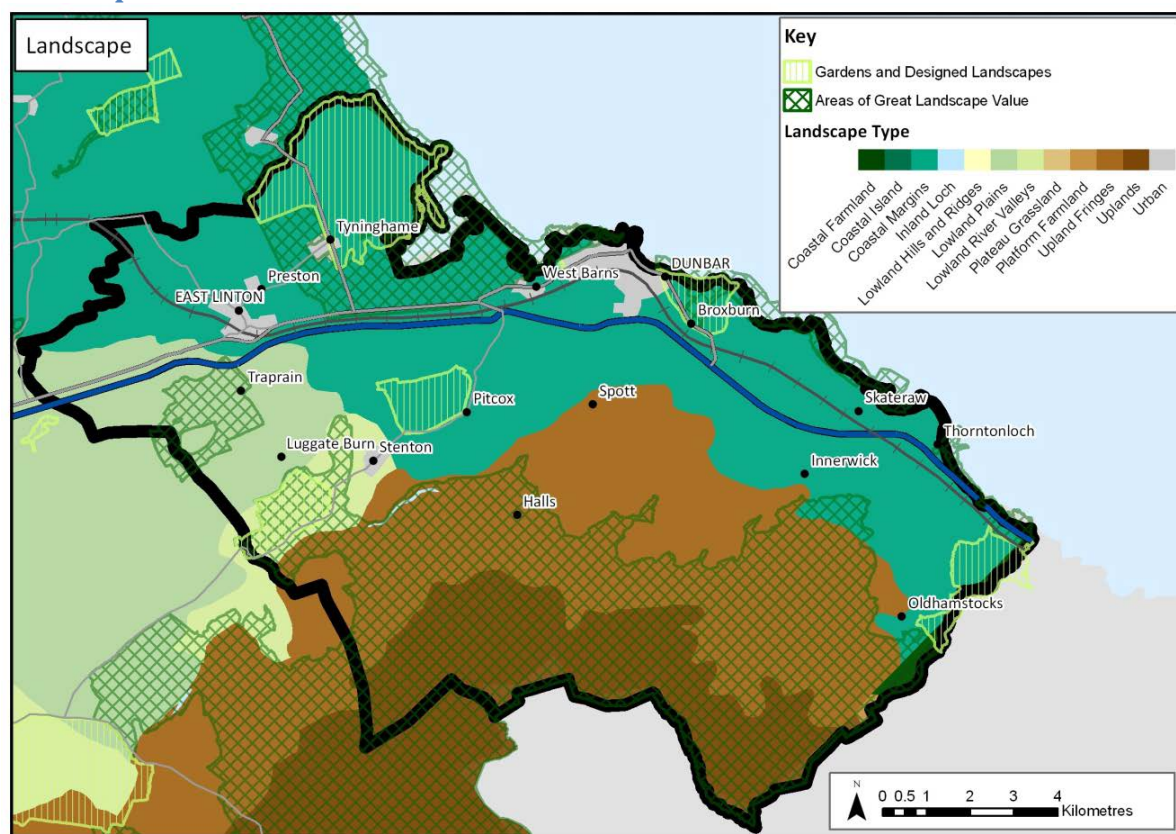 Landscape
Key
Gardens and Designed Landscapes
Areas of Great Landscape Value
Landscape Type
Coastal Farmland
Coastal Island
Coastal Margins
Inland Loch
Lowland Hills and Ridges
Lowland Plains
Lowland River Valleys
Plateau Grassland
Platform Farmland
Upland Fringes
Uplands
Urban
Tyninghame
Preston
EAST LINTON
West Barns
DUNBAR
Broxburn
Traprain
Pitcox
Spott
Skateraw
Luggate Burn
Stenton
Thorntonloch
Innerwick
Halls
Oldhamstocks
N
0 0.5 1 2 3 4
Kilometres